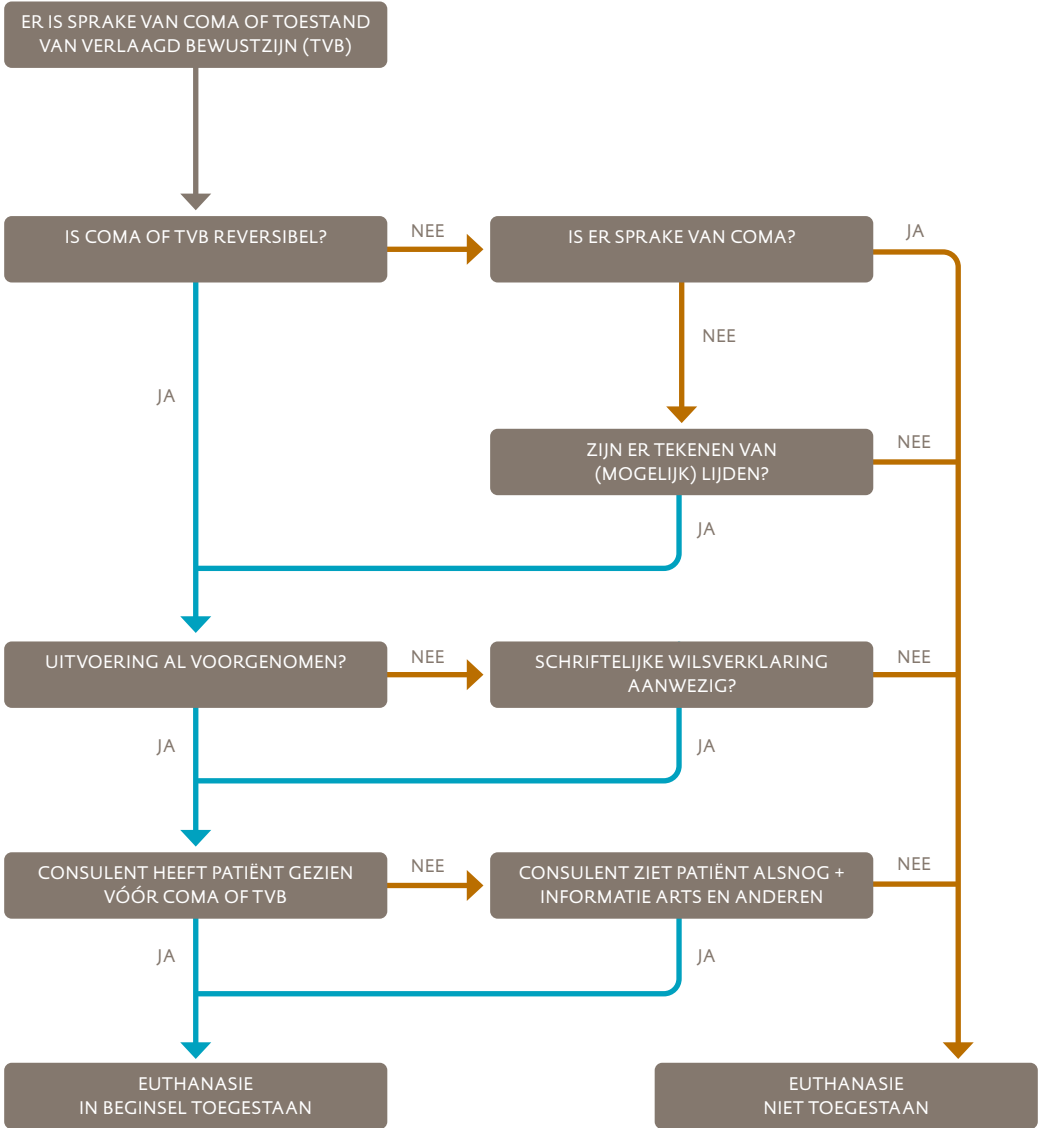 ER IS SPRAKE VAN COMA OF TOESTAND
VAN VERLAAGD BEWUSTZIJN (TVB)
IS COMA OF TVB REVERSIBEL?
NEE
IS ER SPRAKE VAN COMA?
JA
NEE
JA
ZIJN ER TEKENEN VAN
(MOGELIJK) LIJDEN?
NEE
JA
UITVOERING AL VOORGENOMEN?
NEE
SCHRIFTELIJKE WILSVERKLARING
AANWEZIG?
NEE
JA
JA
CONSULENT HEEFT PATIËNT GEZIEN
VÓÓR COMA OF TVB
NEE
CONSULENT ZIET PATIËNT ALSNOG +
INFORMATIE ARTS EN ANDEREN
NEE
JA
JA
EUTHANASIE
IN BEGINSEL TOEGESTAAN
EUTHANASIE
NIET TOEGESTAAN